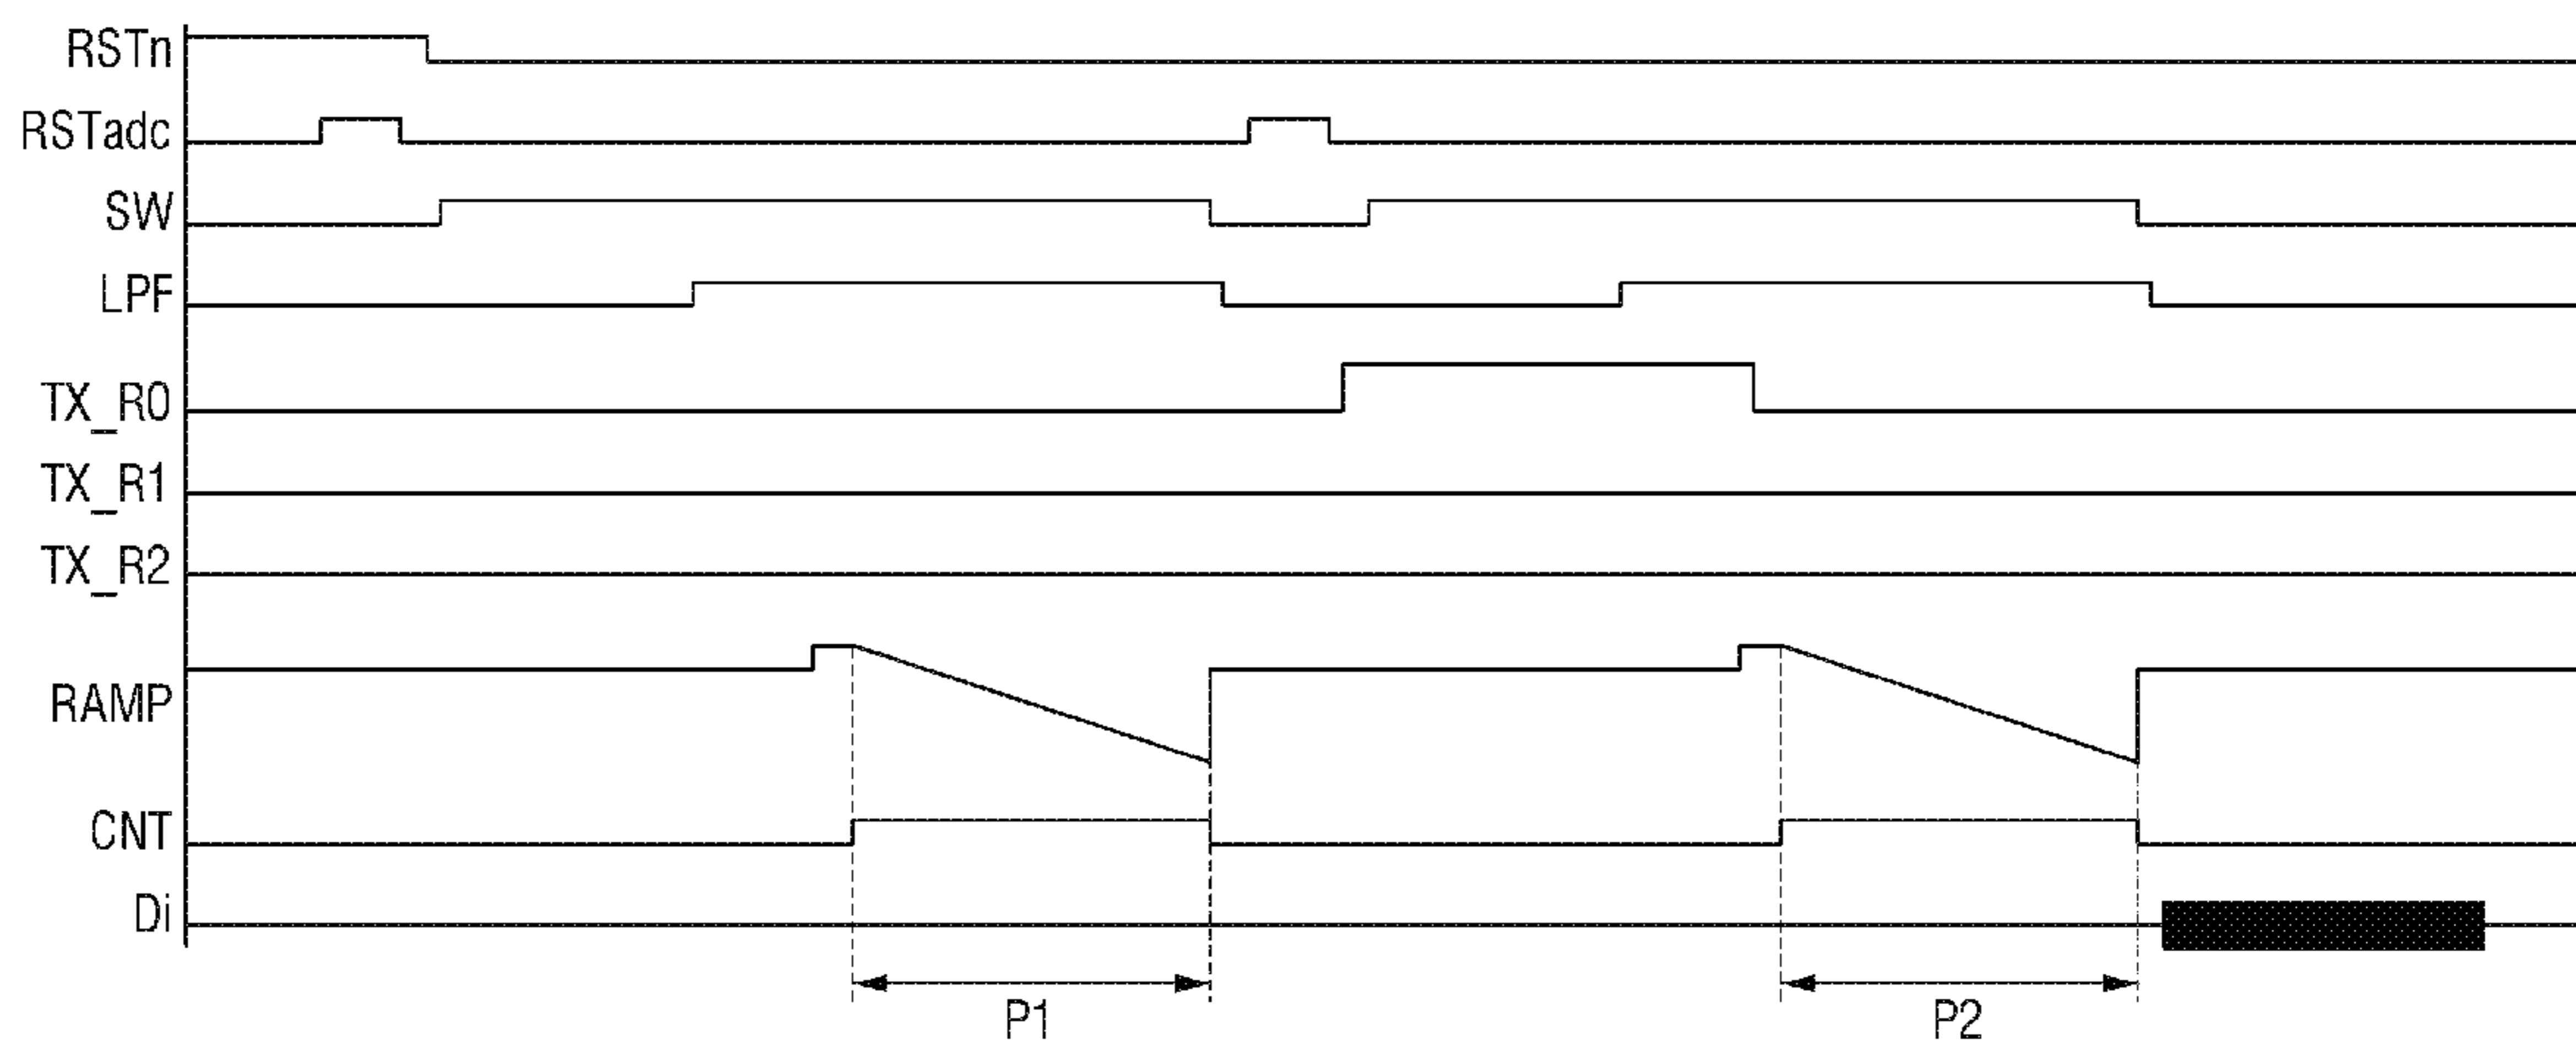 RSTn
RSTadc
SW
LPF
TX_R0
TX_R1
TX_R2
RAMP
CNT
Di
P1 P2